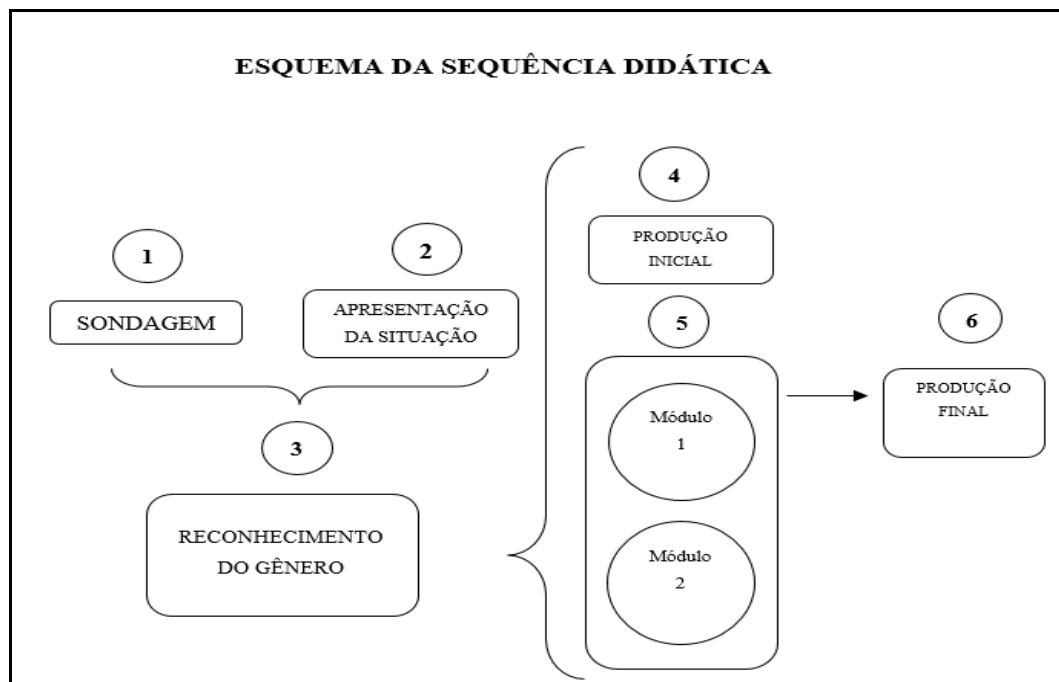 ESQUEMA DA SEQUÊNCIA DIDÁTICA
1
SONDAGEM
2
APRESENTAÇÃO
DA SITUAÇÃO
3
RECONHECIMENTO
DO GÊNERO
4
PRODUÇÃO
INICIAL
5
Módulo
1
Módulo
2
6
PRODUÇÃO
FINAL